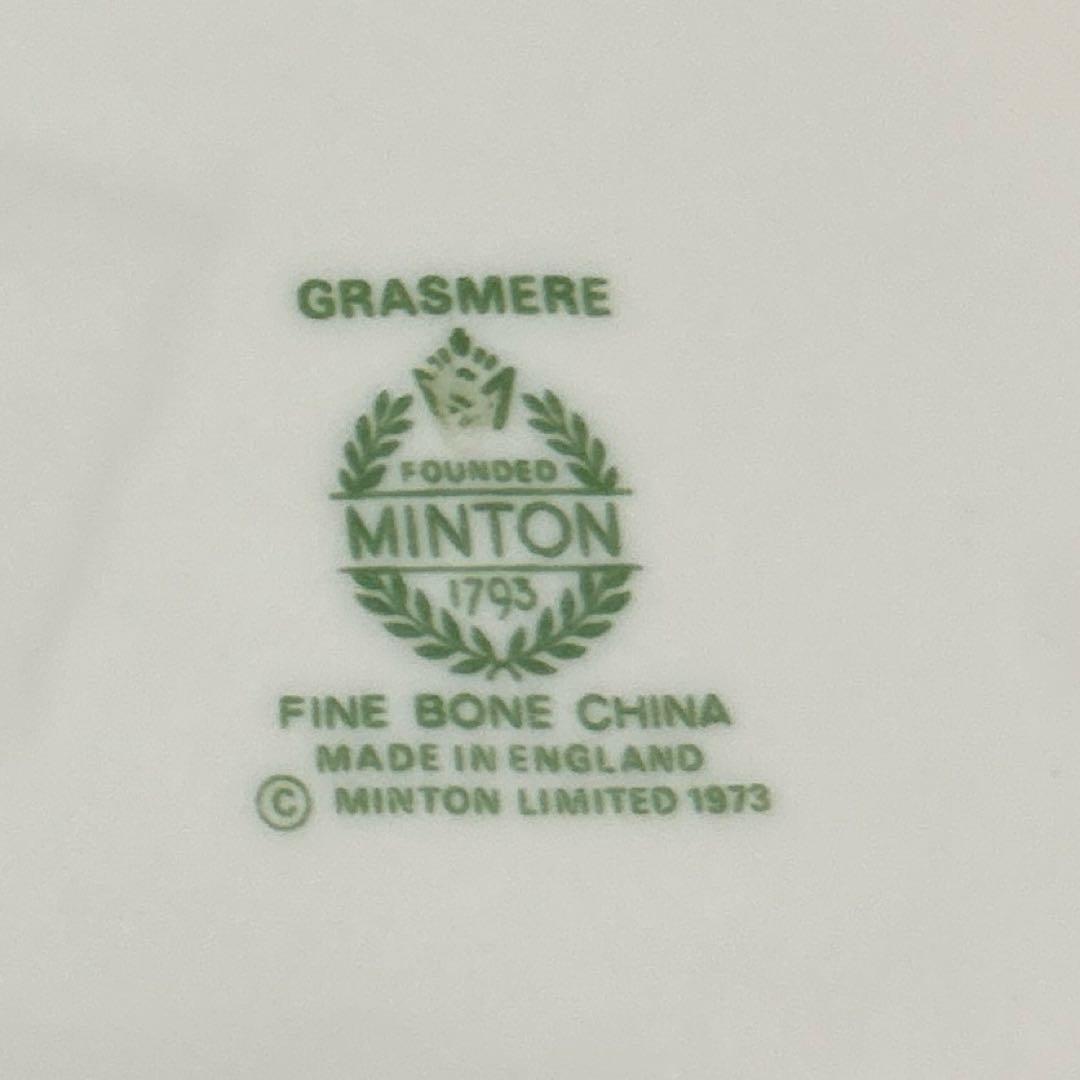 GRASMERE
FOUNDED
MINTON
1793
FINE BONE CHINA
MADE IN ENGLAND
© MINTON LIMITED 1973